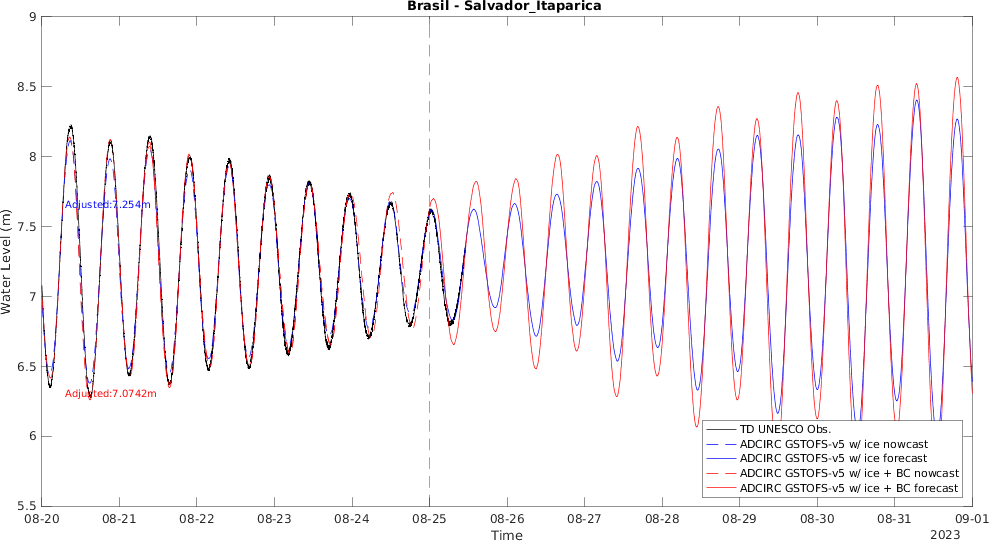 Brasil - Salvador_Itaparica
9
8.5
8
7.5
7
6.5
6
5.5
Water Level (m)
Adjusted:7.254m
Adjusted:7.0742m
TD UNESCO Obs.
ADCIRC GSTOFS-v5 w/ ice nowcast
ADCIRC GSTOFS-v5 w/ ice forecast
ADCIRC GSTOFS-v5 w/ ice + BC nowcast
ADCIRC GSTOFS-v5 w/ ice + BC forecast
08-20 08-21 08-22 08-23 08-24 08-25 08-26 08-27 08-28 08-29 08-30 08-31 09-01
Time
2023